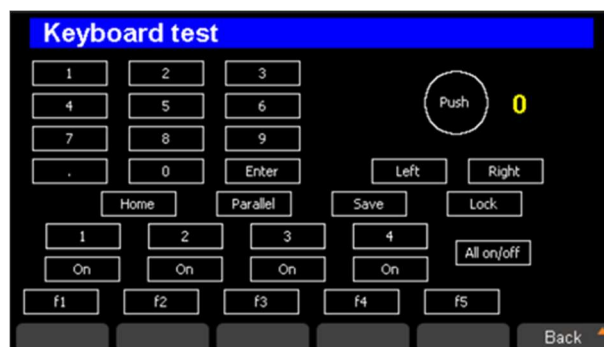 Keyboard test
1 2 3
4 5 6
Push 0
7 8 9
. 0 Enter Left Right
Home Parallel Save Lock
1 2 3 4
All on/off
On On On On
f1 f2 f3 f4 f5
Back